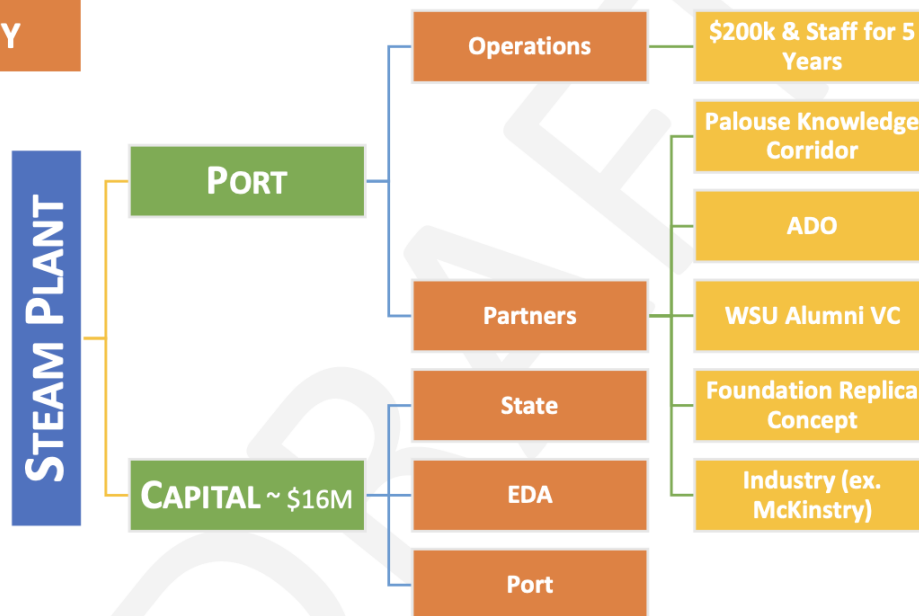 Y
Operations
$200k & Staff for 5
Years
Palouse Knowledge
Corridor
PORT
ADO
STEAM PLANT
Partners
WSU Alumni VC
State
Foundation Replica
Concept
CAPITAL ~ $16M
EDA
Industry (ex.
McKinstry)
Port
DRAFT